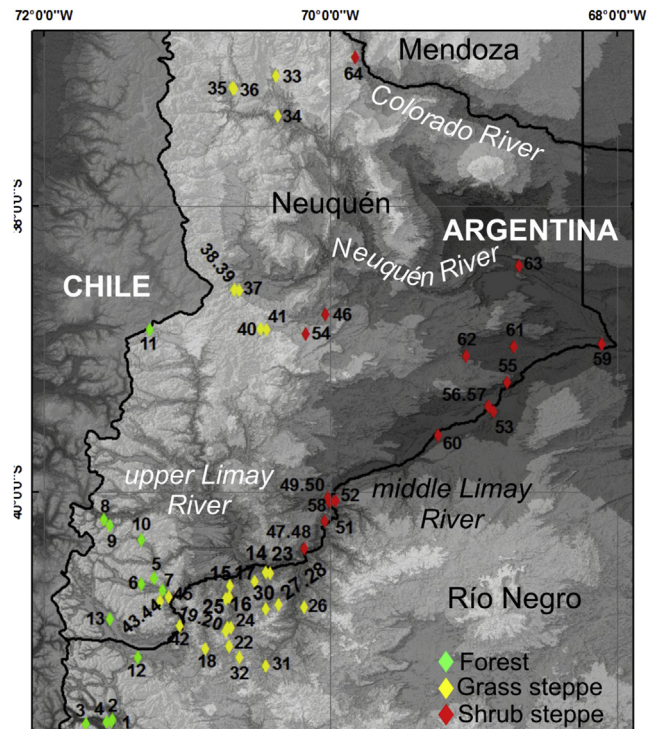 72°0'0"W 70°0'0"W 68°0'0"W
Mendoza
33
64
35 36
34
Colorado River
38°0'0"S
Neuquén
ARGENTINA
Neuquén River
63
38.39
37
CHILE
41
46
40
54
11
61
62
59
55
56.57
53
60
upper Limay
River
49.50
52
middle Limay
River
58
40°0'0"S
8
9
10
51
47.48
14 23
5
15.17
6
7
45
30 27 28
43.44
25 16
26
13
19.20
24
42
Río Negro
22
18
12
32
31
Forest
Grass steppe
Shrub steppe
3 4 2
1